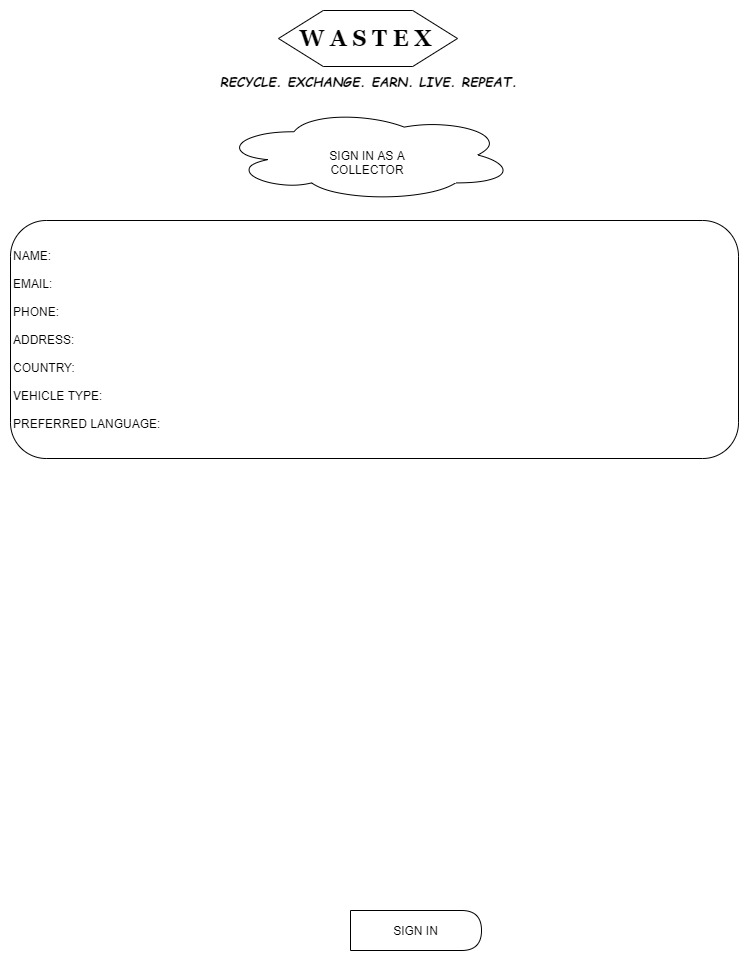 WASTEX
RECYCLE. EXCHANGE. EARN. LIVE. REPEAT.
SIGN IN AS A
COLLECTOR
NAME:
EMAIL:
PHONE:
ADDRESS:
COUNTRY:
VEHICLE TYPE:
PREFERRED LANGUAGE:
SIGN IN